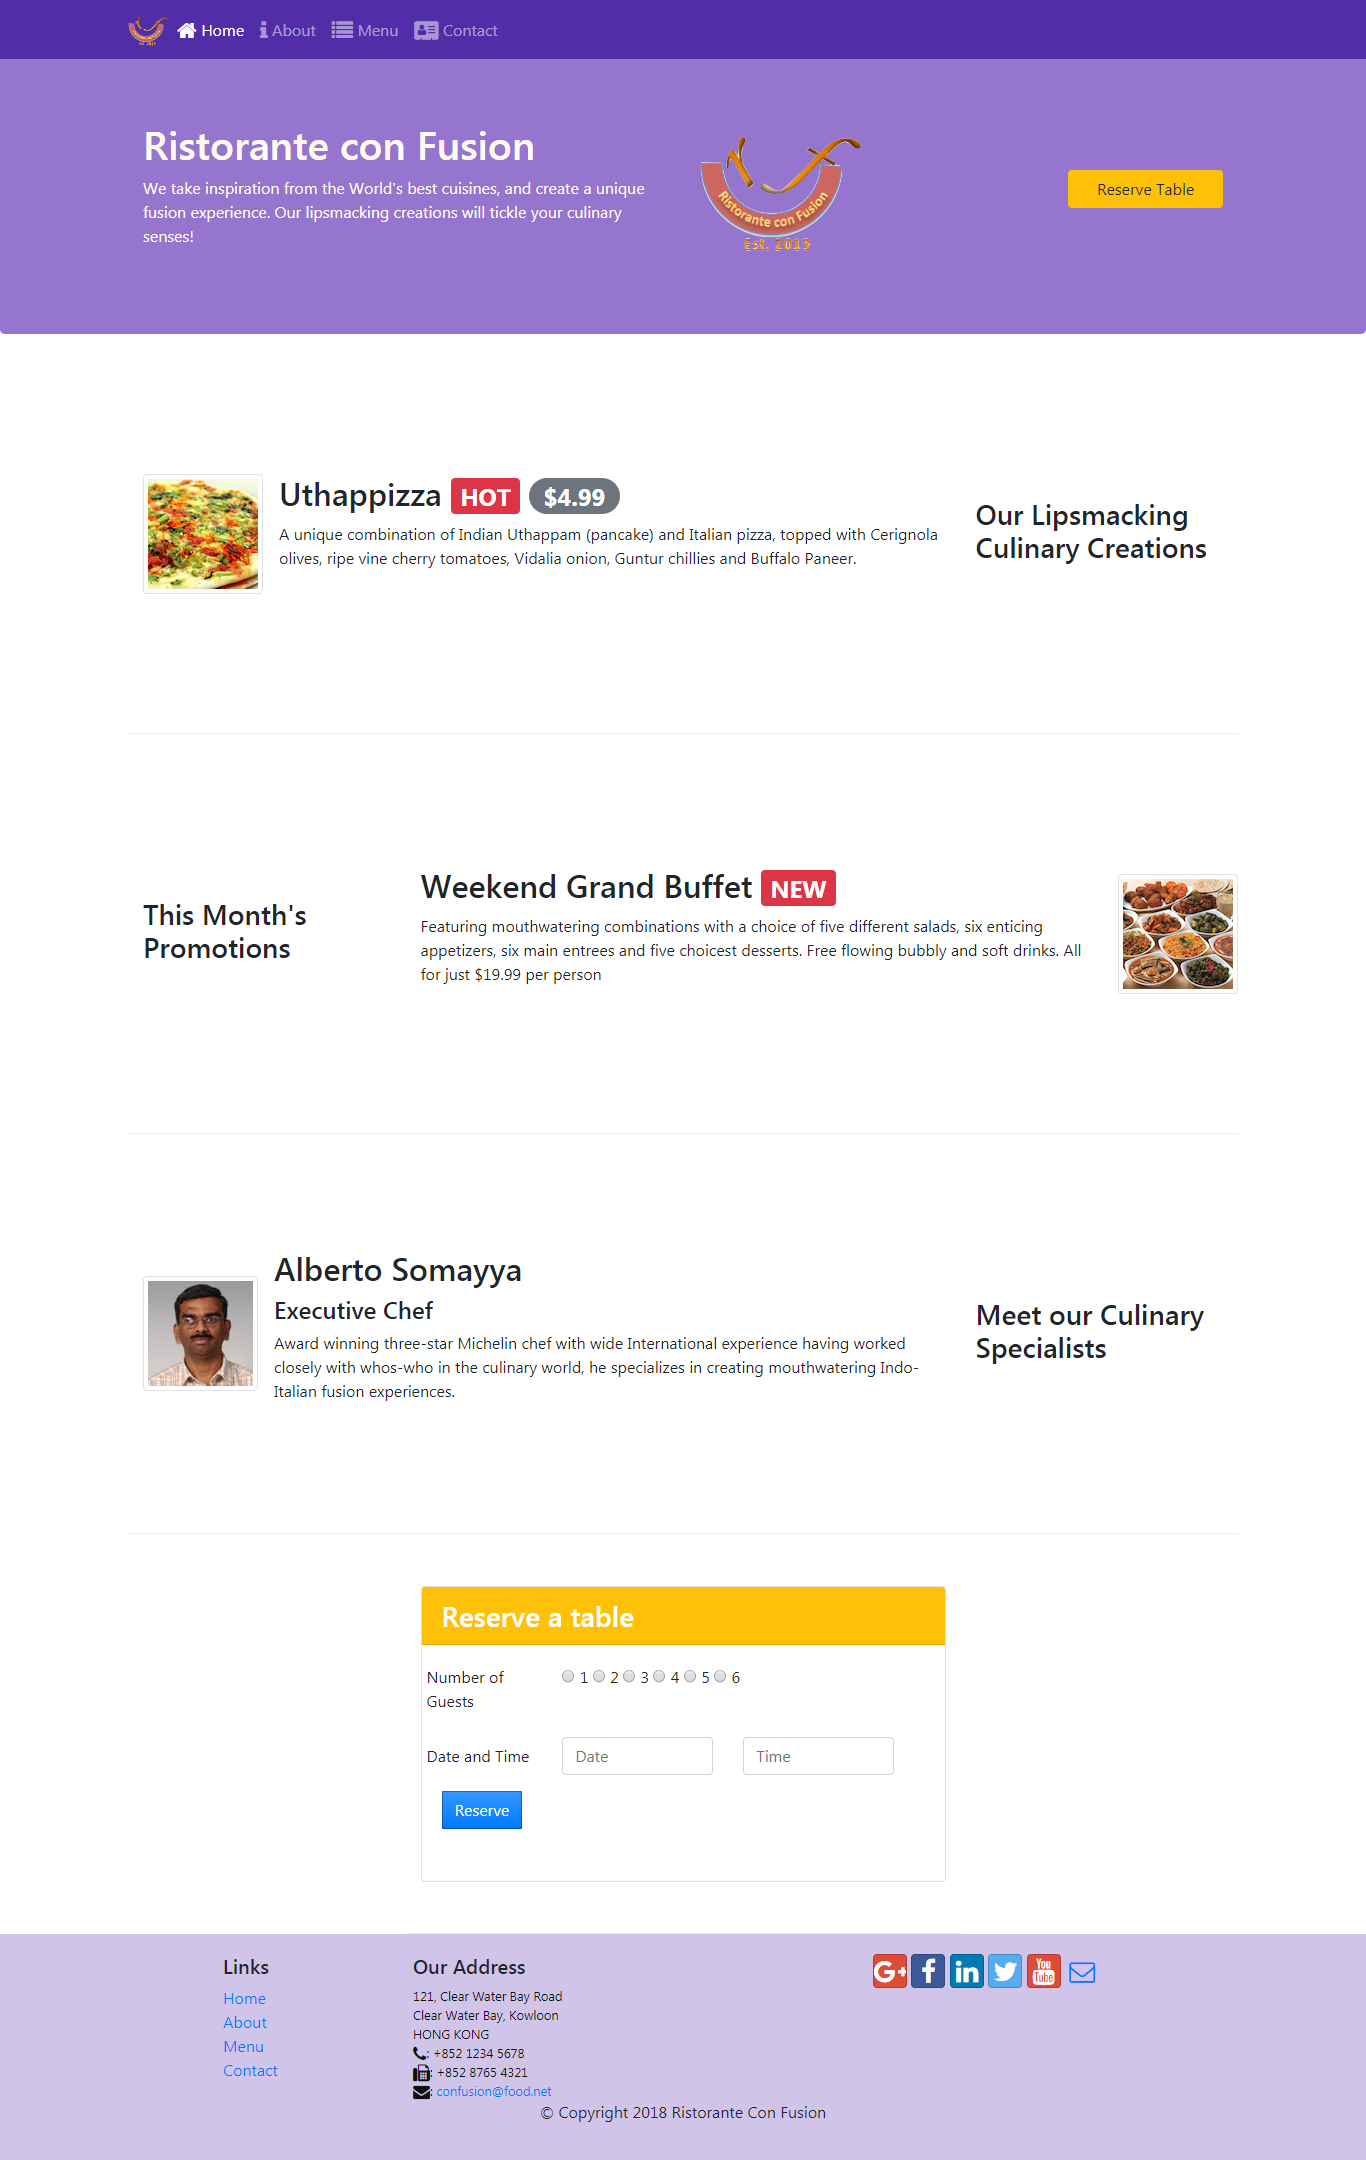 Home About Menu Contact
Ristorante con Fusion
We take inspiration from the World's best cuisines, and create a unique
fusion experience. Our lipsmacking creations will tickle your culinary
senses!
Ristorante con Fusion
Est. 2013
Reserve Table
Uthappizza HOT $4.99
A unique combination of Indian Uthappam (pancake) and Italian pizza, topped with Cerignola
olives, ripe vine cherry tomatoes, Vidalia onion, Guntur chillies and Buffalo Paneer.
Our Lipsmacking
Culinary Creations
This Month's
Promotions
Weekend Grand Buffet NEW
Featuring mouthwatering combinations with a choice of five different salads, six enticing
appetizers, six main entrees and five choicest desserts. Free flowing bubbly and soft drinks. All
for just $19.99 per person
Alberto Somayya
Executive Chef
Award winning three-star Michelin chef with wide International experience having worked
closely with whos-who in the culinary world, he specializes in creating mouthwatering Indo-
Italian fusion experiences.
Meet our Culinary
Specialists
Reserve a table
Number of
Guests
1 2 3 4 5 6
Date and Time
Date
Time
Reserve
Links
Home
About
Menu
Contact
Our Address
121, Clear Water Bay Road
Clear Water Bay, Kowloon
HONG KONG
: +852 1234 5678
: +852 8765 4321
: confusion@food.net
G+ f in You Tube
© Copyright 2018 Ristorante Con Fusion